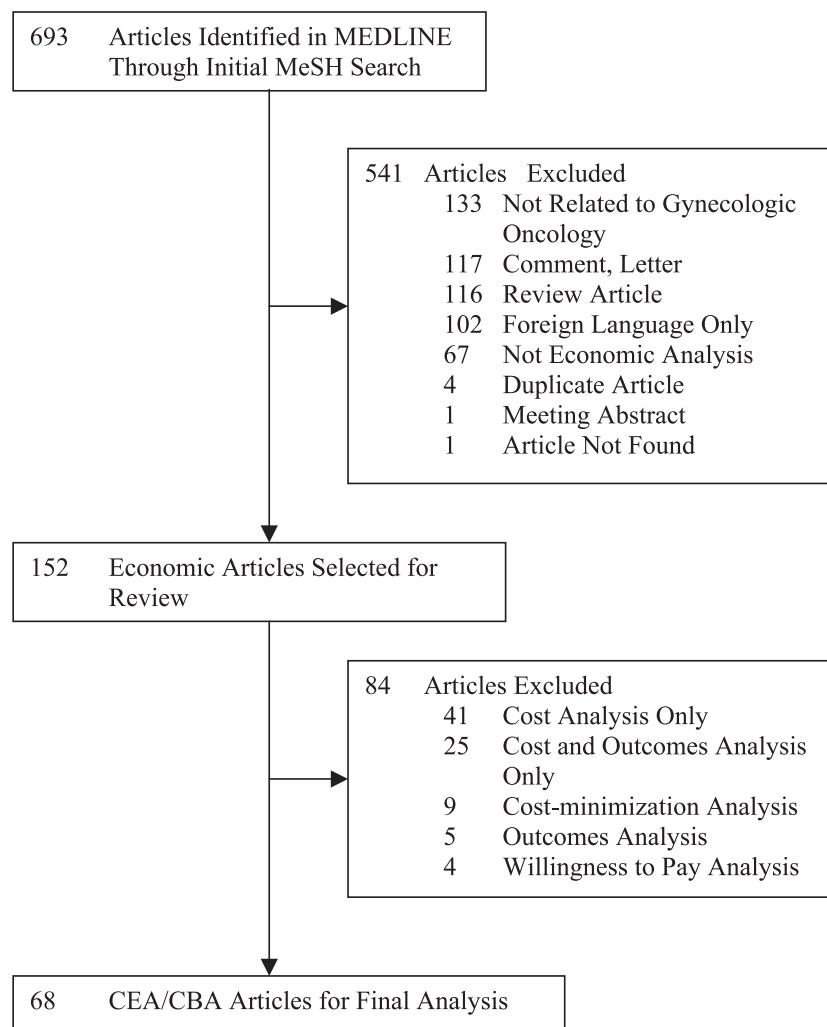 693 Articles Identified in MEDLINE
Through Initial MeSH Search
541 Articles Excluded
133 Not Related to Gynecologic
Oncology
117 Comment, Letter
116 Review Article
102 Foreign Language Only
67 Not Economic Analysis
4 Duplicate Article
1 Meeting Abstract
1 Article Not Found
152 Economic Articles Selected for
Review
84 Articles Excluded
41 Cost Analysis Only
25 Cost and Outcomes Analysis
Only
9 Cost-minimization Analysis
5 Outcomes Analysis
4 Willingness to Pay Analysis
68 CEA/CBA Articles for Final Analysis